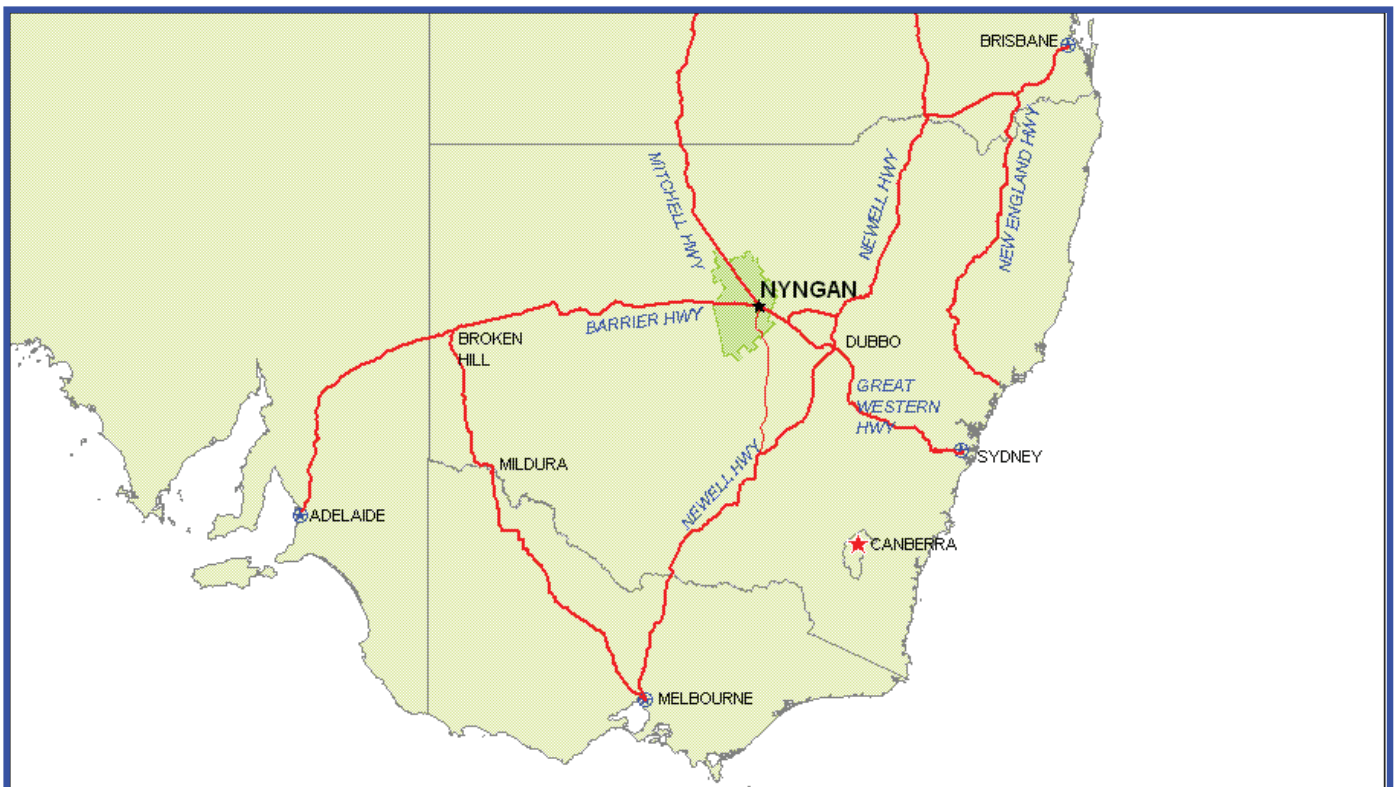 BRISBANE
MITCHELL HWY
NEWELL HWY
NEW ENGLAND HWY
NYNGAN
BARRIER HWY
BROKEN
HILL
DUBBO
GREAT
WESTERN
HWY
SYDNEY
MILDURA
NEWELL HWY
ADELAIDE
CANBERRA
MELBOURNE